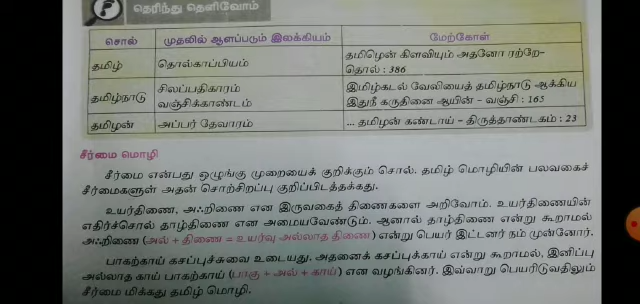 தெரிந்து தெளிவோம்
சொல் முதலில் ஆளப்படும் இலக்கியம் மேற்கோள்
தமிழ் தொல்காப்பியம் தமிழென் கிளவியும் அதனோ ரற்றே-
தொல் : 386
தமிழ்நாடு சிலப்பதிகாரம் இமிழ்கடல் வேலியைத் தமிழ்நாடு ஆக்கிய
வஞ்சிக்காண்டம் இதுநீ கருதினை ஆயின் - வஞ்சி : 165
தமிழன் அப்பர் தேவாரம் ... தமிழன் கண்டாய் - திருத்தாண்டகம் : 23
சீர்மை மொழி
சீர்மை என்பது ஒழுங்கு முறையைக் குறிக்கும் சொல். தமிழ் மொழியின் பலவகைச்
சீர்மைகளுள் அதன் சொற்சிறப்பு குறிப்பிடத்தக்கது.
உயர்திணை, அஃறிணை என இருவகைத் திணைகளை அறிவோம். உயர்திணையின்
எதிர்ச்சொல் தாழ்திணை என அமையவேண்டும். ஆனால் தாழ்திணை என்று கூறாமல்
அஃறிணை (அல் + திணை = உயர்வு அல்லாத திணை) என்று பெயர் இட்டனர் நம் முன்னோர்.
பாகற்காய் கசப்புச்சுவை உடையது. அதனைக் கசப்புக்காய் என்று கூறாமல், இனிப்பு
அல்லாத காய் பாகற்காய் (பாகு + அல் + காய்) என வழங்கினர். இவ்வாறு பெயரிடுவதிலும்
சீர்மை மிக்கது தமிழ் மொழி.